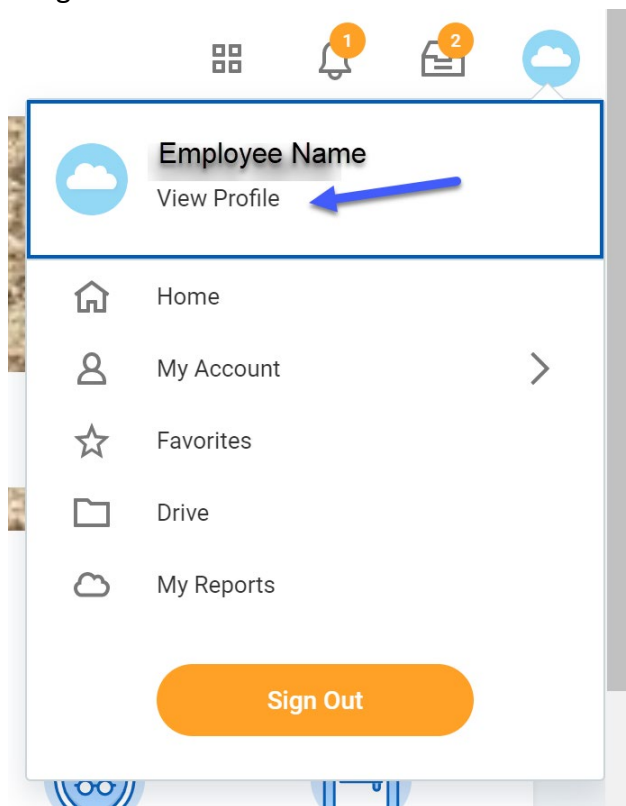 1
2
Employee Name
View Profile
Home
My Account
Favorites
Drive
My Reports
Sign Out